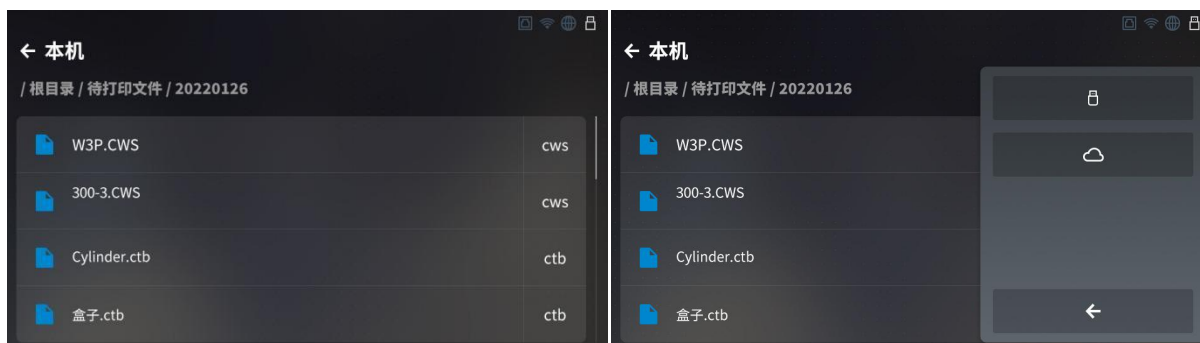 ← 本机
/ 根目录 / 待打印文件 / 20220126
W3P.CWS cws
300-3.CWS cws
Cylinder.ctb ctb
盒子.ctb ctb
← 本机
/ 根目录 / 待打印文件 / 20220126
W3P.CWS
300-3.CWS
Cylinder.ctb
盒子.ctb